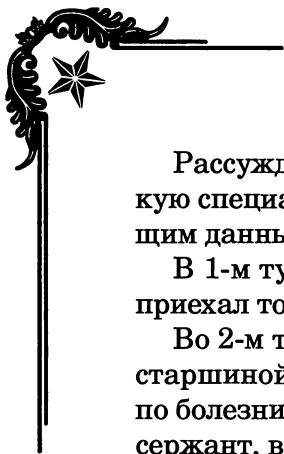 Рассужд
кую специа
щим данны
В 1-м ту
приехал то
Во 2-м т
старшиной
по болезни
сержант, в